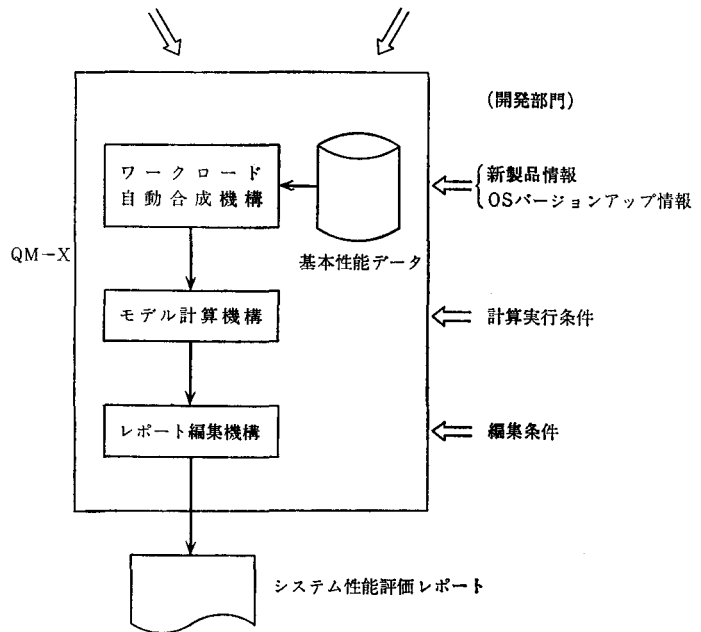 (開発部門)
ワークロード
自動合成機構
新製品情報
OSバージョンアップ情報
QM-X
基本性能データ
モデル計算機構
計算実行条件
レポート編集機構
編集条件
システム性能評価レポート